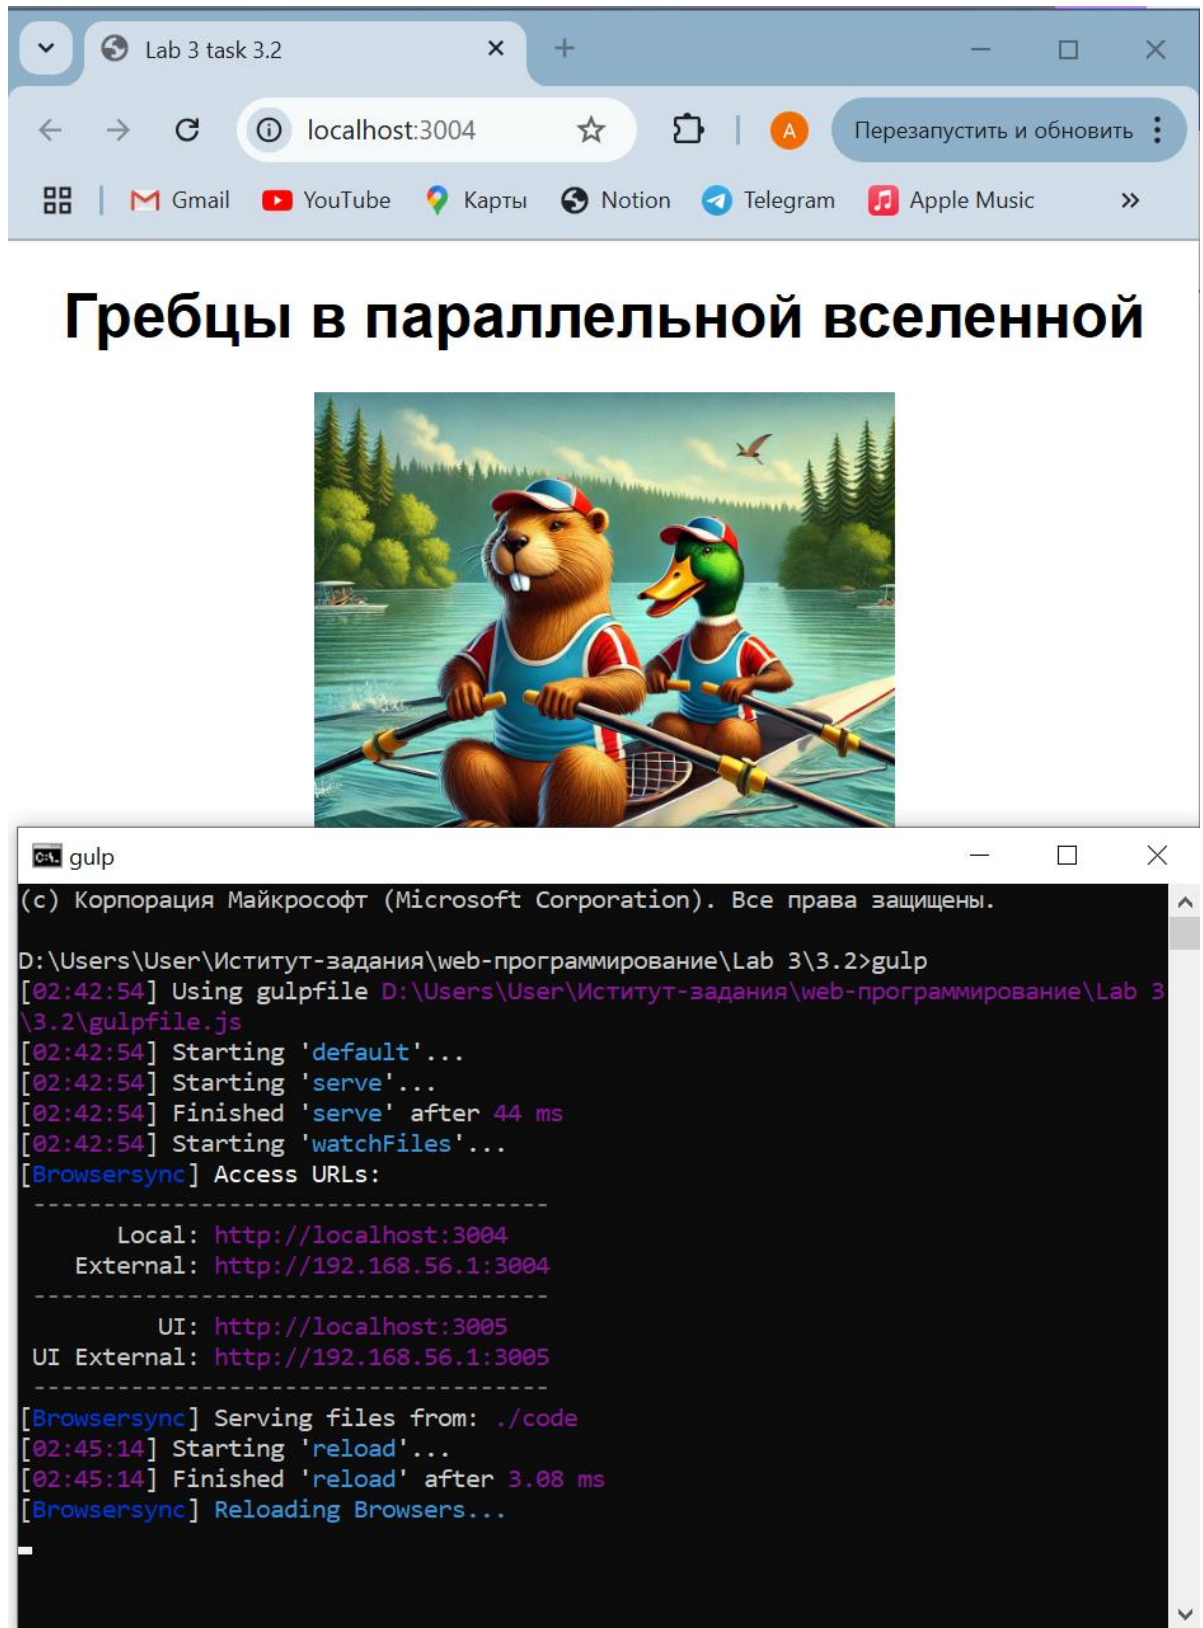 Lab 3 task 3.2
localhost:3004
A
Перезапустить и обновить
Gmail YouTube Карты Notion Telegram Apple Music
Гребцы в параллельной вселенной
gulp
(c) Корпорация Майкрософт (Microsoft Corporation). Все права защищены.
D:\Users\User\Иститут-задания\web-программирование\Lab 3\3.2>gulp
[02:42:54] Using gulpfile D:\Users\User\Иститут-задания\web-программирование\Lab 3
\3.2\gulpfile.js
[02:42:54] Starting 'default'...
[02:42:54] Starting 'serve'...
[02:42:54] Finished 'serve' after 44 ms
[02:42:54] Starting 'watchFiles'...
[Browsersync] Access URLs:
------------------------------------
Local: http://localhost:3004
External: http://192.168.56.1:3004
------------------------------------
UI: http://localhost:3005
UI External: http://192.168.56.1:3005
------------------------------------
[Browsersync] Serving files from: ./code
[02:45:14] Starting 'reload'...
[02:45:14] Finished 'reload' after 3.08 ms
[Browsersync] Reloading Browsers...